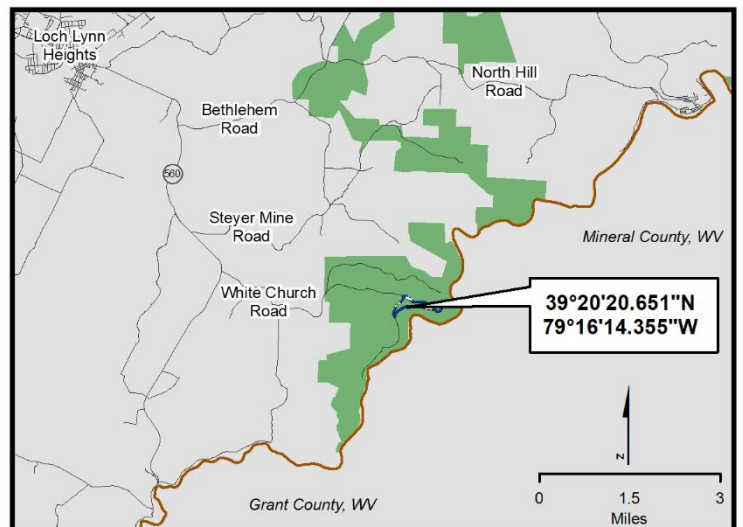 Loch Lynn
Heights
North Hill
Road
Bethlehem
Road
560
Steyer Mine
Road
Mineral County, WV
White Church
Road
39°20'20.651"N
79°16'14.355"W
N
0 1.5 3
Miles
Grant County, WV